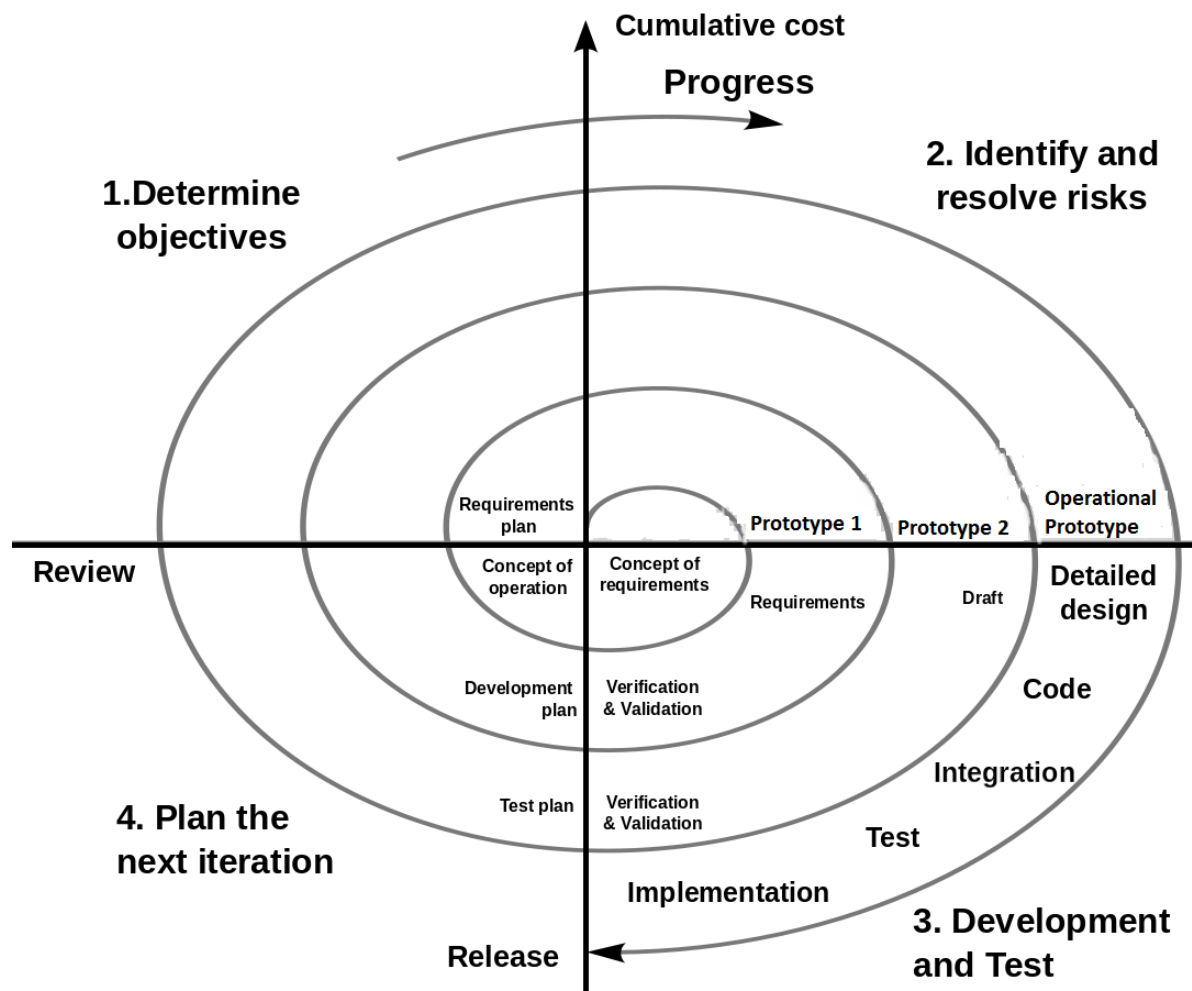 Cumulative cost
Progress
1.Determine
objectives
2. Identify and
resolve risks
Requirements
plan
Prototype 1
Prototype 2
Operational
Prototype
Review
Concept of
operation
Concept of
requirements
Requirements
Draft
Detailed
design
Development
plan
Verification
& Validation
Code
Integration
4. Plan the
next iteration
Test plan
Verification
& Validation
Test
Implementation
3. Development
and Test
Release